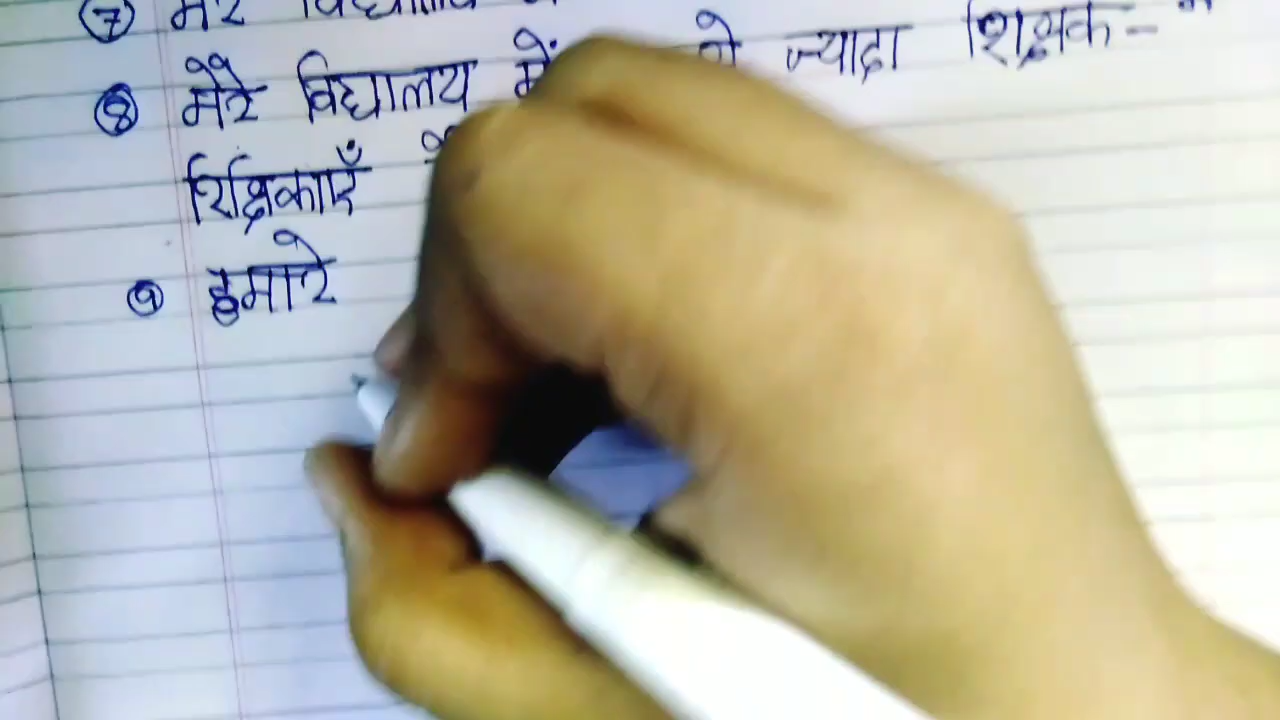 ⑦ मेरे विद्यालय
⑧ मेरे विद्यालय में ज्यादा शिक्षक-
शिक्षिकाएँ
⑨ हमारे